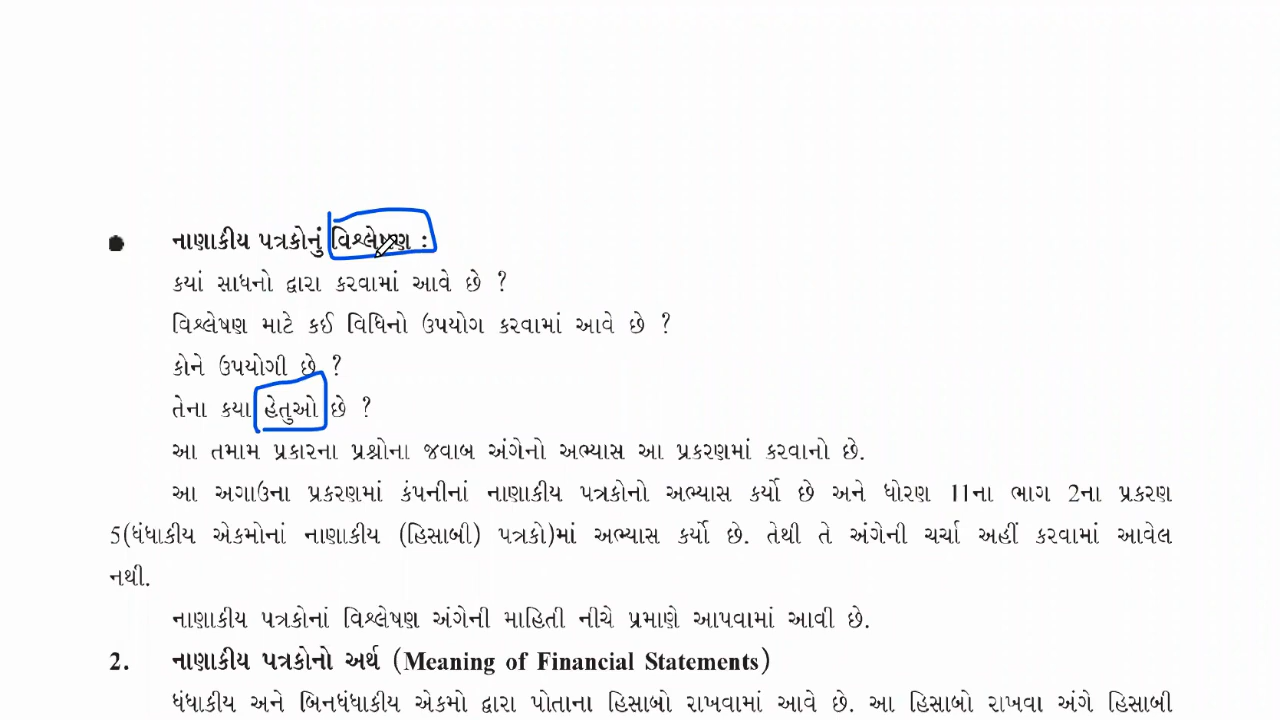 ● નાણાકીય પત્રકોનું વિશ્લેષણ :
કયાં સાધનો દ્વારા કરવામાં આવે છે ?
વિશ્લેષણ માટે કઈ વિધિનો ઉપયોગ કરવામાં આવે છે ?
કોને ઉપયોગી છે ?
તેના કયા હેતુઓ છે ?
આ તમામ પ્રકારના પ્રશ્નોના જવાબ અંગેનો અભ્યાસ આ પ્રકરણમાં કરવાનો છે.
આ અગાઉના પ્રકરણમાં કંપનીનાં નાણાકીય પત્રકોનો અભ્યાસ કર્યો છે અને ધોરણ 11ના ભાગ 2ના પ્રકરણ
5(ધંધાકીય એકમોનાં નાણાકીય (હિસાબી) પત્રકો)માં અભ્યાસ કર્યો છે. તેથી તે અંગેની ચર્ચા અહીં કરવામાં આવેલ
નથી.
નાણાકીય પત્રકોનાં વિશ્લેષણ અંગેની માહિતી નીચે પ્રમાણે આપવામાં આવી છે.
2. નાણાકીય પત્રકોનો અર્થ (Meaning of Financial Statements)
ધંધાકીય અને બિનધંધાકીય એકમો દ્વારા પોતાના હિસાબો રાખવામાં આવે છે. આ હિસાબો રાખવા અંગે હિસાબી